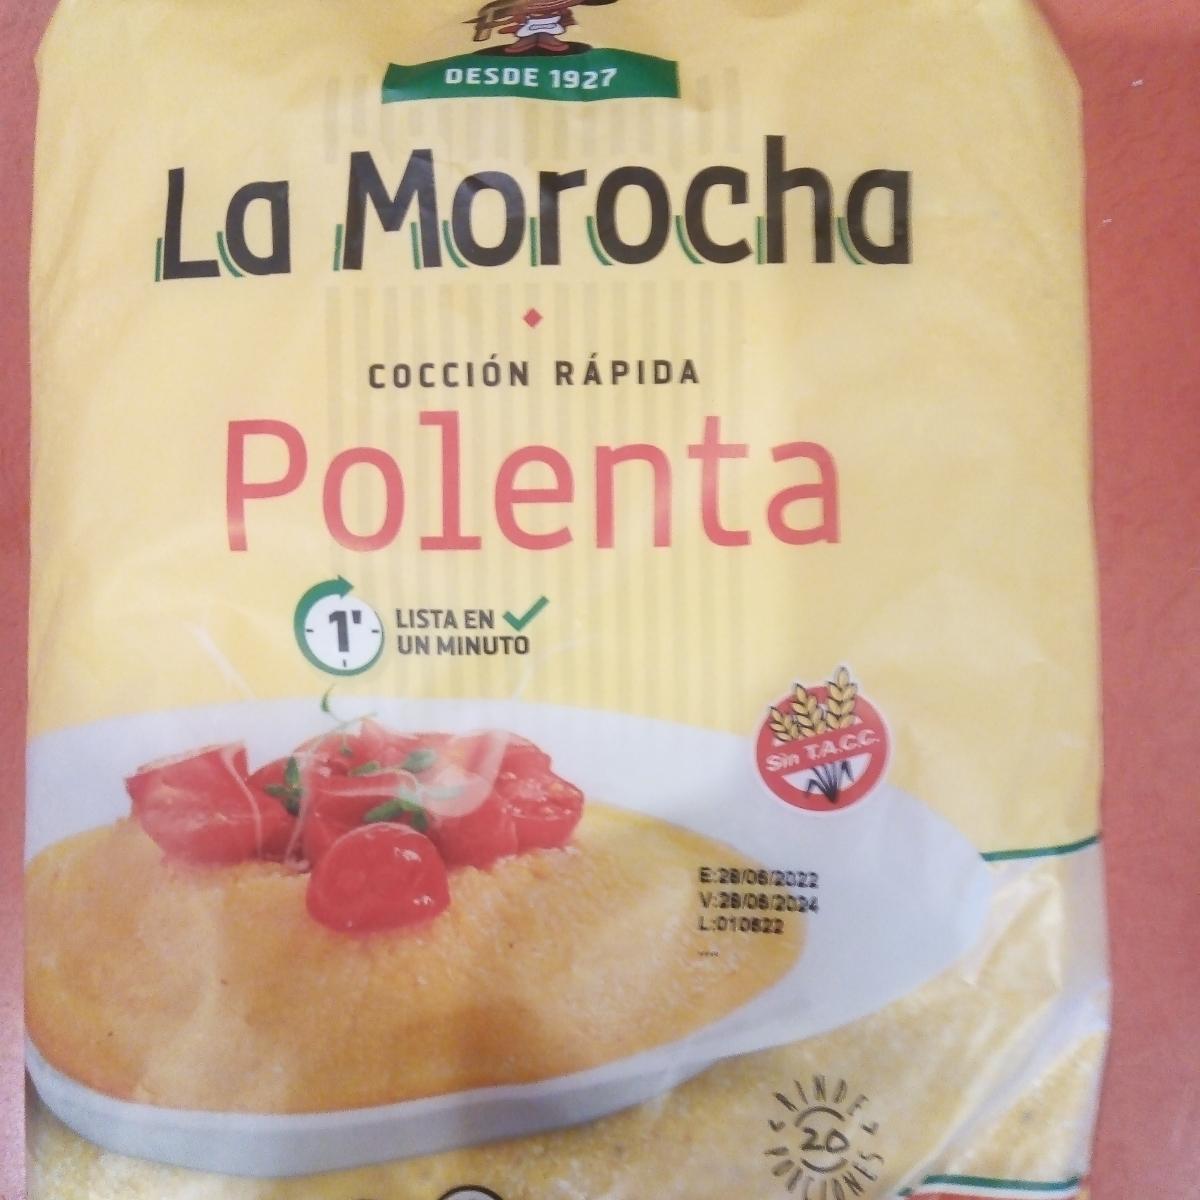 DESDE 1927
La Morocha
COCCIÓN RÁPIDA
Polenta
1'
LISTA EN
UN MINUTO
Sin T.A.C.C.
E:28/06/2022
V:28/06/2024
L:010622
RINDE
20
PORCIONES